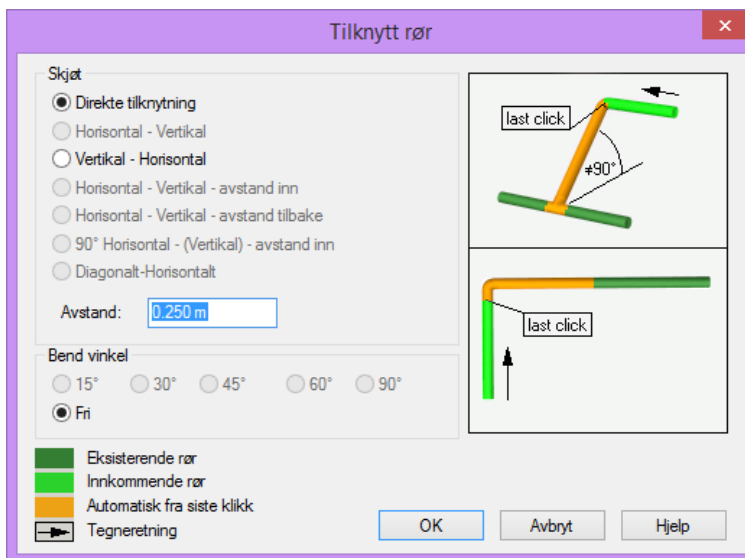 Tilknytt rør
Skjøt
Direkte tilknytning
Horisontal - Vertikal
Vertikal - Horisontal
Horisontal - Vertikal - avstand inn
Horisontal - Vertikal - avstand tilbake
90° Horisontal - (Vertikal) - avstand inn
Diagonalt-Horisontalt
Avstand: 0.250 m
last click
≠90°
last click
Bend vinkel
15° 30° 45° 60° 90°
Fri
Eksisterende rør
Innkommende rør
Automatisk fra siste klikk
Tegneretning
OK Avbryt Hjelp